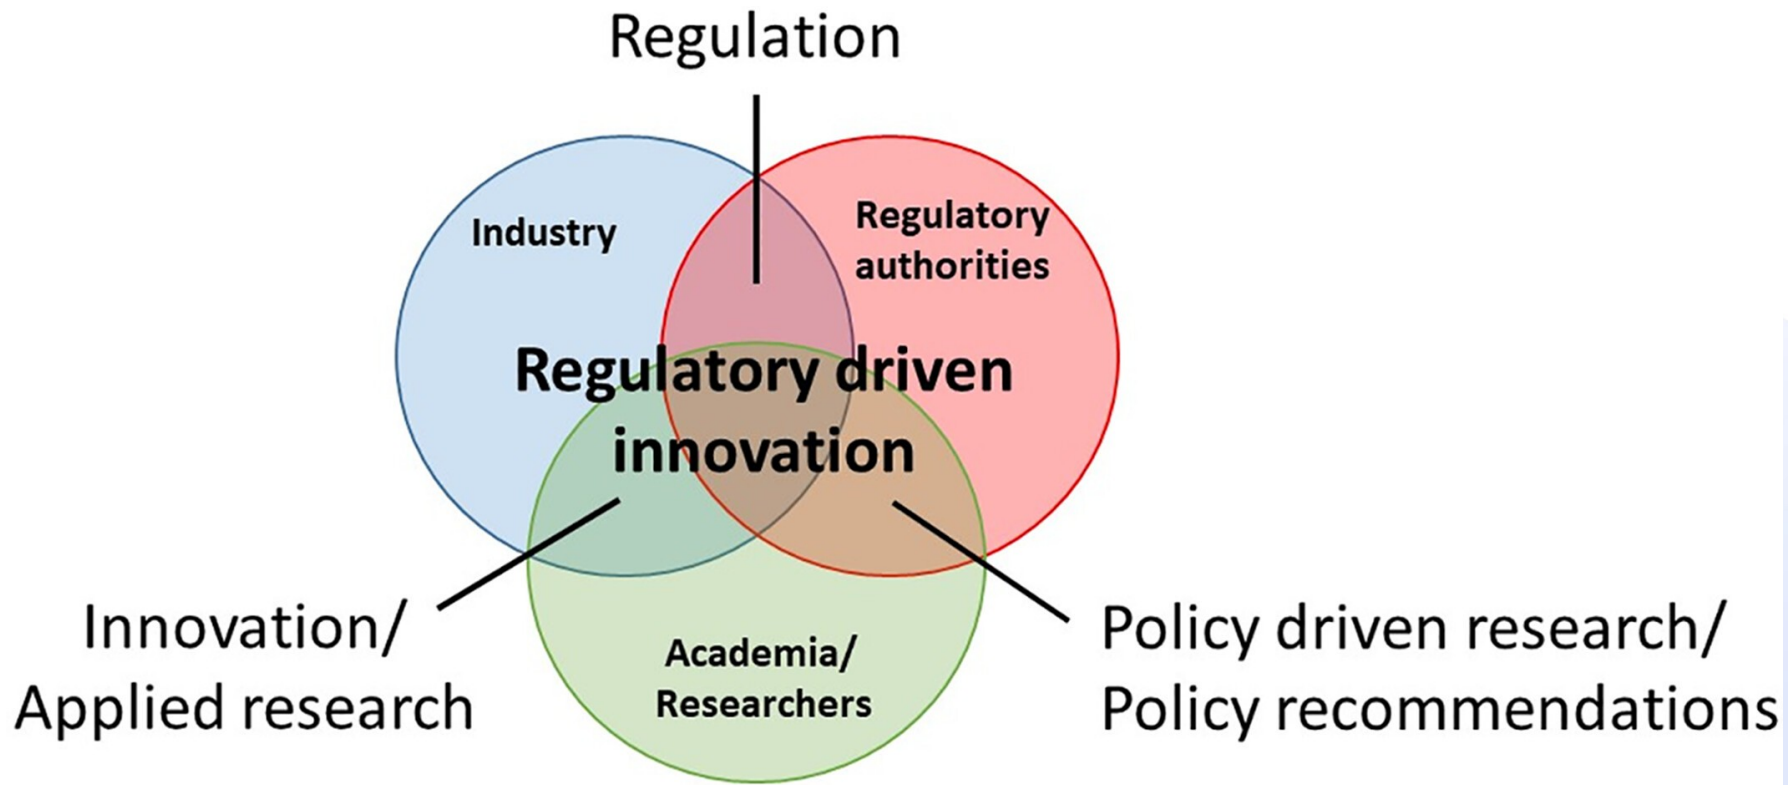 Regulation
Industry
Regulatory
authorities
Regulatory driven
innovation
Innovation/
Applied research
Academia/
Researchers
Policy driven research/
Policy recommendations